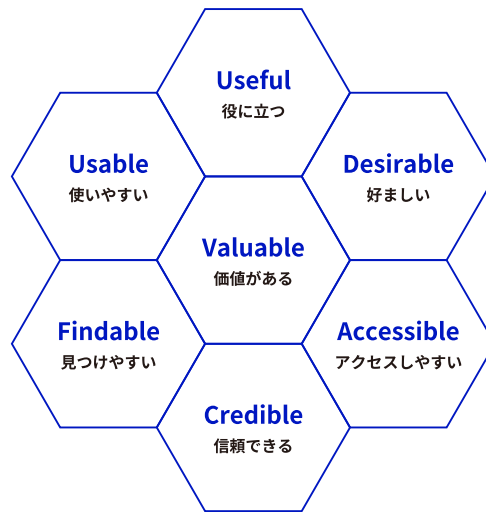 Useful
役に立つ
Usable
使いやすい
Desirable
好ましい
Valuable
価値がある
Findable
見つけやすい
Accessible
アクセスしやすい
Credible
信頼できる